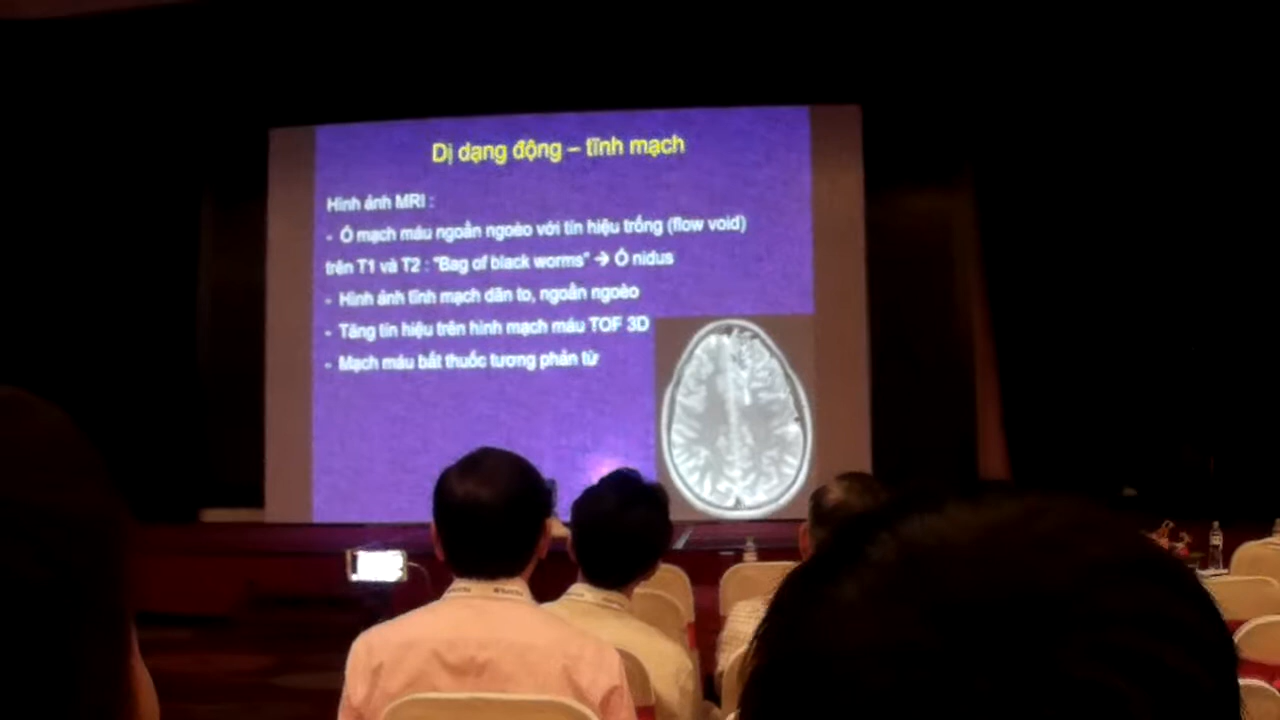 Dị dạng động – tĩnh mạch
Hình ảnh MRI :
- Ổ mạch máu ngoằn ngoèo với tín hiệu trống (flow void)
trên T1 và T2 : "Bag of black worms" → Ổ nidus
- Hình ảnh tĩnh mạch dãn to, ngoằn ngoèo
- Tăng tín hiệu trên hình mạch máu TOF 3D
- Mạch máu bắt thuốc tương phản từ